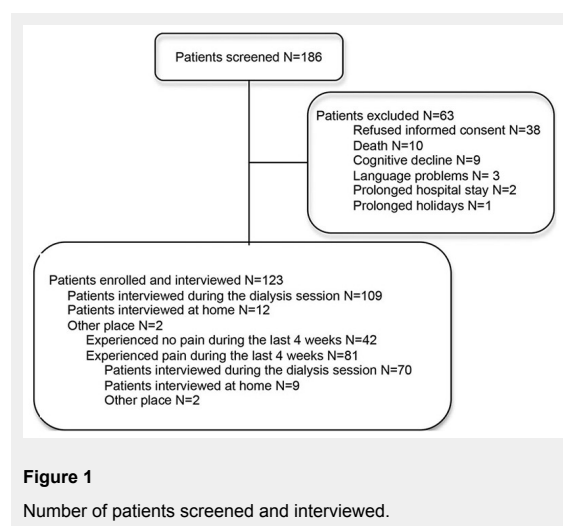 Patients screened N=186
Patients excluded N=63
Refused informed consent N=38
Death N=10
Cognitive decline N=9
Language problems N= 3
Prolonged hospital stay N=2
Prolonged holidays N=1
Patients enrolled and interviewed N=123
Patients interviewed during the dialysis session N=109
Patients interviewed at home N=12
Other place N=2
Experienced no pain during the last 4 weeks N=42
Experienced pain during the last 4 weeks N=81
Patients interviewed during the dialysis session N=70
Patients interviewed at home N=9
Other place N=2
Figure 1
Number of patients screened and interviewed.